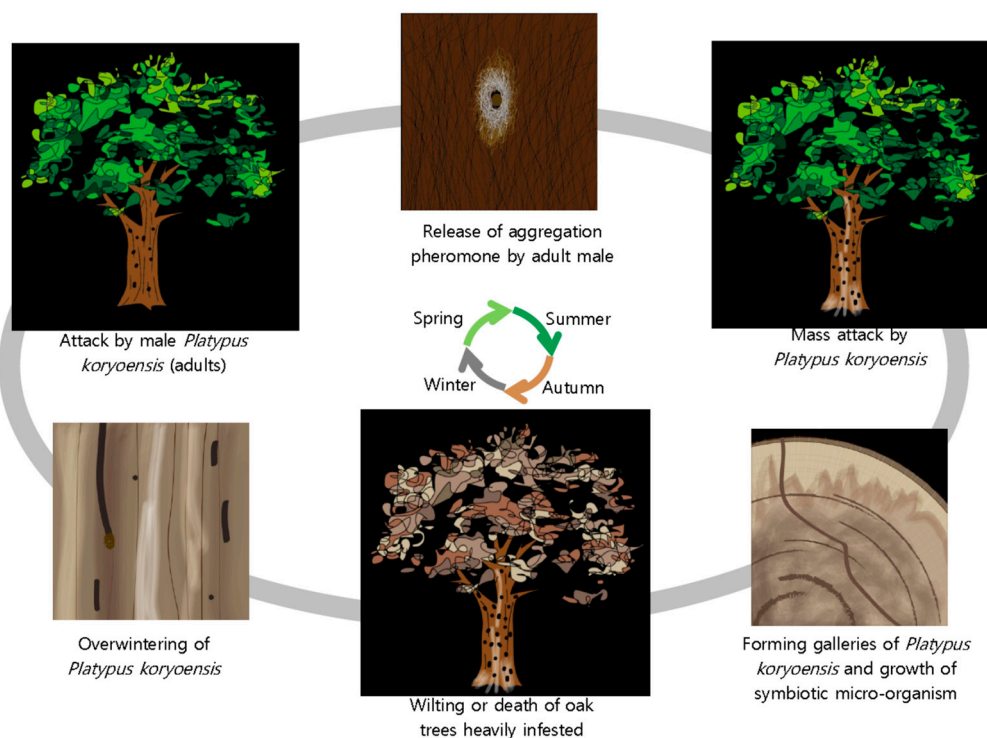 Release of aggregation
pheromone by adult male
Attack by male Platypus
koryoensis (adults)
Mass attack by
Platypus koryoensis
Spring
Summer
Winter
Autumn
Overwintering of
Platypus koryoensis
Wilting or death of oak
trees heavily infested
Forming galleries of Platypus
koryoensis and growth of
symbiotic micro-organism